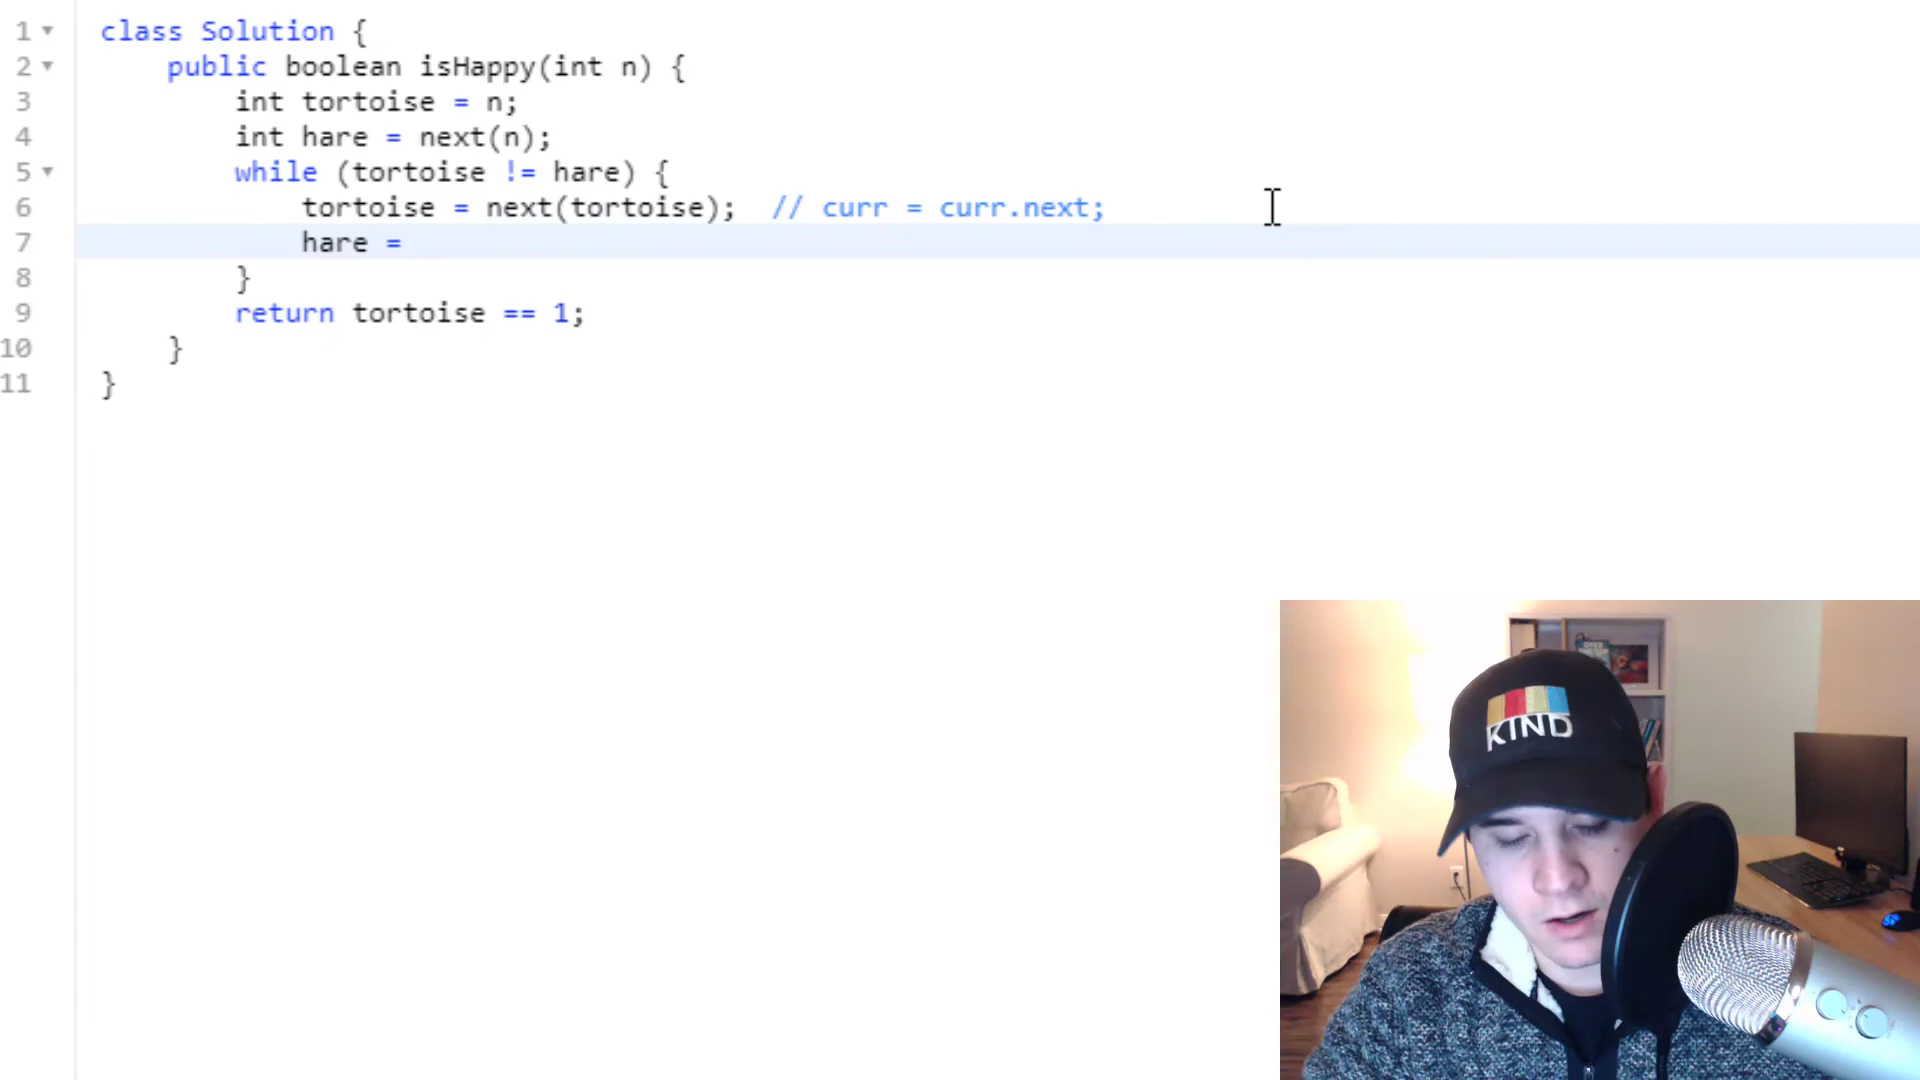 1 class Solution {
2 public boolean isHappy(int n) {
3 int tortoise = n;
4 int hare = next(n);
5 while (tortoise != hare) {
6 tortoise = next(tortoise); // curr = curr.next;
7 hare =
8 }
9 return tortoise == 1;
10 }
11 }
KIND